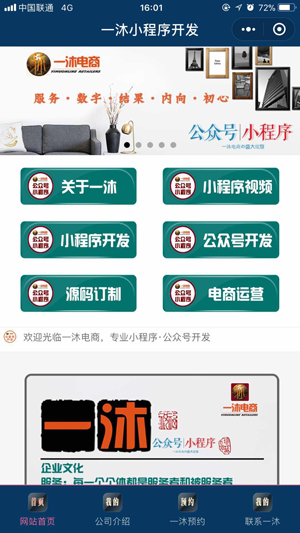 中国联通 4G 16:01 72%
一沐小程序开发
一沐电商
服务·数字·结果·内向·初心
公众号|小程序
一沐电商中国大红猫
公众号
小程序
关于一沐
公众号
小程序
小程序视频
公众号
小程序
小程序开发
公众号
小程序
公众号开发
公众号
小程序
源码订制
公众号
小程序
电商运营
欢迎光临一沐电商，专业小程序·公众号开发
一沐电商
一沐
公众号|小程序
企业文化
服务：每一个个体都是服务者和被服务者
首页
我的
预约
我的
网站首页
公司介绍
一沐预约
联系一沐